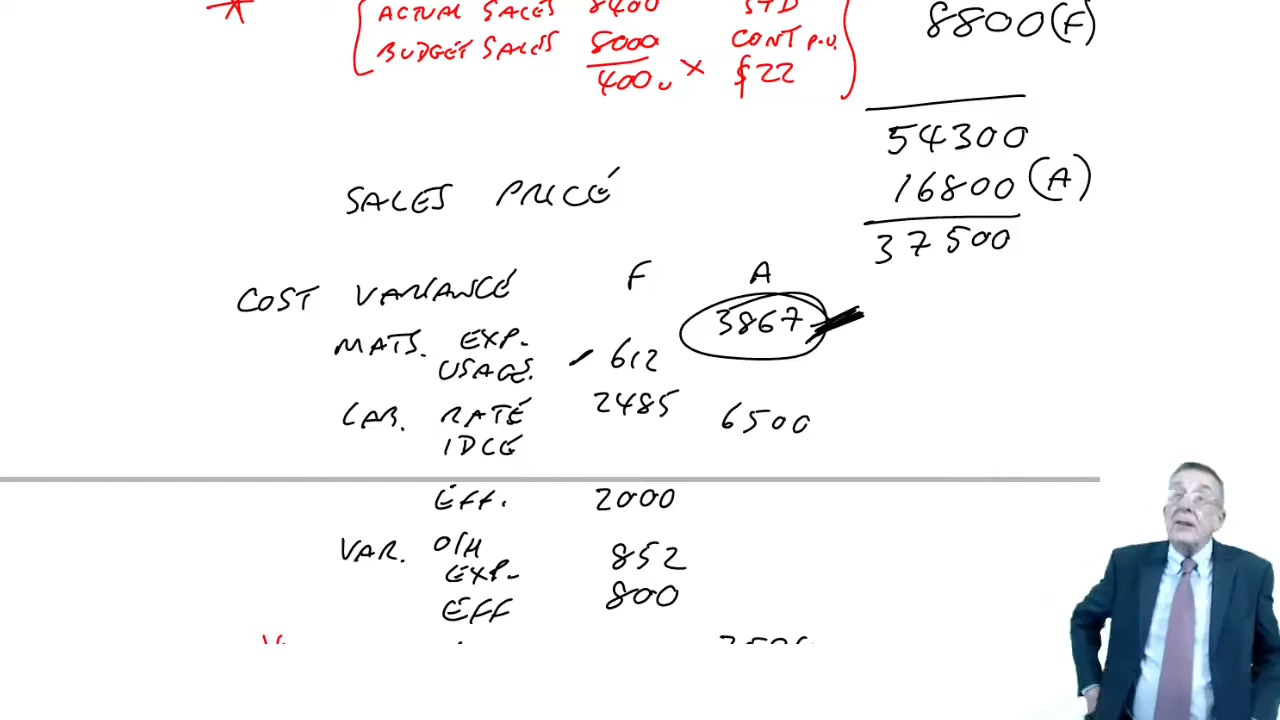 ACTUAL SALES 8400 STD
BUDGET SALES 8000 CONT p.u. 8800 (F)
400 u × $22
54300
SALES PRICE 16800 (A)
37500
COST VARIANCE F A
MATS. EXP. 3867
USAGE. 612
LAB. RATE 2485
IDLE 6500
EFF. 2000
VAR. O/H
EXP. 852
EFF 800